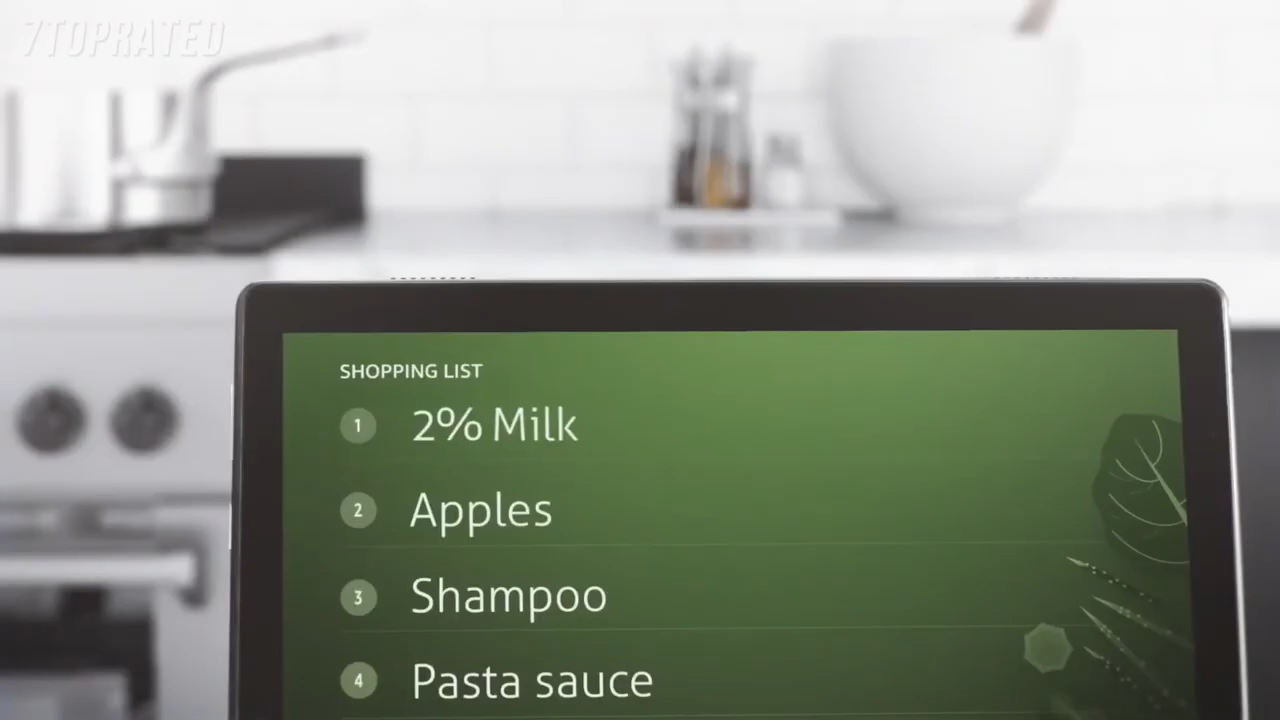 7TOPRATED
SHOPPING LIST
1 2% Milk
2 Apples
3 Shampoo
4 Pasta sauce